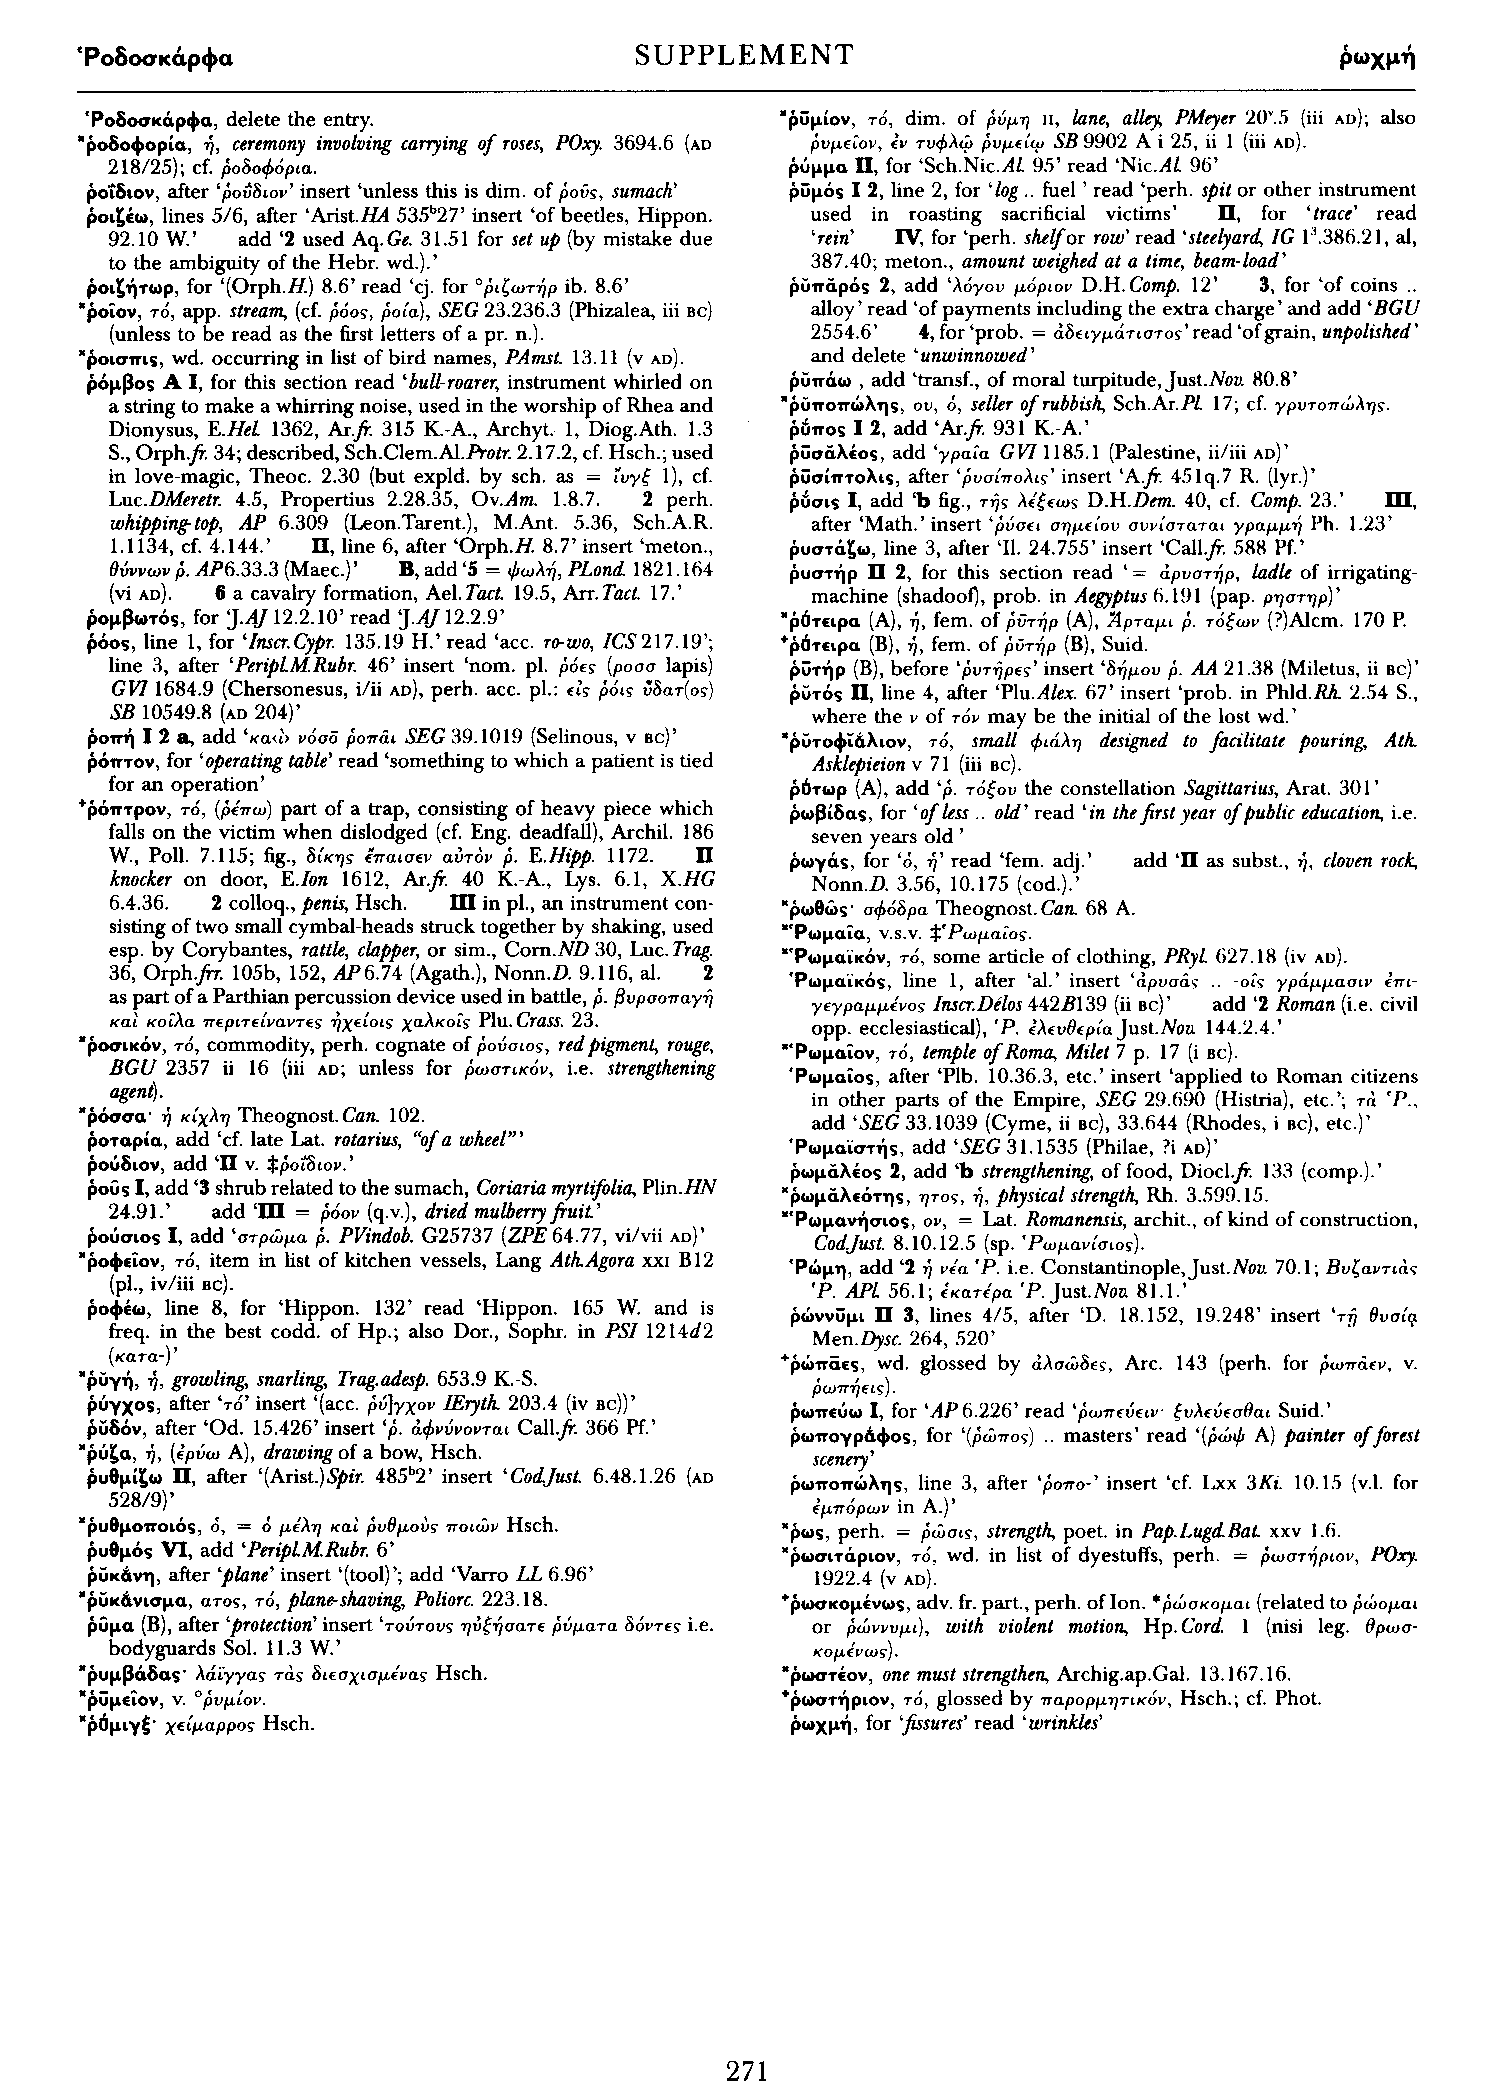 Ῥοδοσκάρφα
SUPPLEMENT
ῥωχμή
Ῥοδοσκάρφα, delete the entry.
*ῥοδοφορία, ἡ, ceremony involving carrying of roses, POxy. 3694.6 (AD
218/25); cf. ῥοδοφόρια.
ῥοΐδιον, after ‘ῥούδιον’ insert ‘unless this is dim. of ῥοῦς, sumach’
ῥοιζέω, lines 5/6, after ‘Arist.HA 535ᵇ27’ insert ‘of beetles, Hippon.
92.10 W.’ add ‘2 used Aq.Ge. 31.51 for set up (by mistake due
to the ambiguity of the Hebr. wd.).’
ῥοιζήτωρ, for ‘(Orph.H.) 8.6’ read ‘cj. for °ῥιζωτήρ ib. 8.6’
*ῥοῖον, τό, app. stream, (cf. ῥόος, ῥοία), SEG 23.236.3 (Phizalea, iii BC)
(unless to be read as the first letters of a pr. n.).
*ῥοισπις, wd. occurring in list of bird names, PAmst. 13.11 (v AD).
ῥόμβος A I, for this section read ‘bull-roarer, instrument whirled on
a string to make a whirring noise, used in the worship of Rhea and
Dionysus, E.Hel. 1362, Ar.fr. 315 K.-A., Archyt. 1, Diog.Ath. 1.3
S., Orph.fr. 34; described, Sch.Clem.Al.Protr. 2.17.2, cf. Hsch.; used
in love-magic, Theoc. 2.30 (but expld. by sch. as = ἴυγξ 1), cf.
Luc.DMeretr. 4.5, Propertius 2.28.35, Ov.Am. 1.8.7. 2 perh.
whipping-top, AP 6.309 (Leon.Tarent.), M.Ant. 5.36, Sch.A.R.
1.1134, cf. 4.144.’ II, line 6, after ‘Orph.H. 8.7’ insert ‘meton.,
θύννων ῥ. AP6.33.3 (Maec.)’ B, add ‘5 = ψωλή, PLond. 1821.164
(vi AD). 6 a cavalry formation, Ael.Tact. 19.5, Arr.Tact. 17.’
ῥομβωτός, for ‘J.AJ 12.2.10’ read ‘J.AJ 12.2.9’
ῥόος, line 1, for ‘Inscr.Cypr. 135.19 H.’ read ‘acc. ro-wo, ICS 217.19’;
line 3, after ‘Peripl.M.Rubr. 46’ insert ‘nom. pl. ῥόες (ροσσ lapis)
GVI 1684.9 (Chersonesus, i/ii AD), perh. acc. pl.: εἰς ῥόις ὕδατ(ος)
SB 10549.8 (AD 204)’
ῥοπή I 2 a, add ‘κα‹ὶ› νόσō ῥοπᾶι SEG 39.1019 (Selinous, v BC)’
ῥόπτον, for ‘operating table’ read ‘something to which a patient is tied
for an operation’
⁺ῥόπτρον, τό, (ῥέπω) part of a trap, consisting of heavy piece which
falls on the victim when dislodged (cf. Eng. deadfall), Archil. 186
W., Poll. 7.115; fig., δίκης ἔπαισεν αὐτὸν ῥ. E.Hipp. 1172. II
knocker on door, E.Ion 1612, Ar.fr. 40 K.-A., Lys. 6.1, X.HG
6.4.36. 2 colloq., penis, Hsch. III in pl., an instrument con-
sisting of two small cymbal-heads struck together by shaking, used
esp. by Corybantes, rattle, clapper, or sim., Corn.ND 30, Luc.Trag.
36, Orph.frr. 105b, 152, AP 6.74 (Agath.), Nonn.D. 9.116, al. 2
as part of a Parthian percussion device used in battle, ῥ. βυρσοπαγῆ
καὶ κοῖλα περιτείναντες ἠχείοις χαλκοῖς Plu.Crass. 23.
*ῥοσικόν, τό, commodity, perh. cognate of ῥούσιος, red pigment, rouge,
BGU 2357 ii 16 (iii AD; unless for ῥωστικόν, i.e. strengthening
agent).
*ῥόσσα· ἡ κίχλη Theognost.Can. 102.
ῥοταρία, add ‘cf. late Lat. rotarius, “of a wheel”’
ῥούδιον, add ‘II v. ‡ῥοΐδιον.’
ῥοῦς I, add ‘3 shrub related to the sumach, Coriaria myrtifolia, Plin.HN
24.91.’ add ‘III = ῥόον (q.v.), dried mulberry fruit.’
ῥούσιος I, add ‘στρῶμα ῥ. PVindob. G25737 (ZPE 64.77, vi/vii AD)’
*ῥοφεῖον, τό, item in list of kitchen vessels, Lang Ath.Agora XXI B12
(pl., iv/iii BC).
ῥοφέω, line 8, for ‘Hippon. 132’ read ‘Hippon. 165 W. and is
freq. in the best codd. of Hp.; also Dor., Sophr. in PSI 1214d2
(κατα-)’
*ῥῠγή, ἡ, growling, snarling, Trag.adesp. 653.9 K.-S.
ῥύγχος, after ‘τό’ insert ‘(acc. ῥύ]γχον IEryth. 203.4 (iv BC))’
ῥῠδόν, after ‘Od. 15.426’ insert ‘ῥ. ἀφνύνονται Call.fr. 366 Pf.’
*ῥύζα, ἡ, (ἐρύω A), drawing of a bow, Hsch.
ῥυθμίζω II, after ‘(Arist.)Spir. 485ᵇ2’ insert ‘Cod.Just. 6.48.1.26 (AD
528/9)’
*ῥυθμοποιός, ὁ, = ὁ μέλη καὶ ῥυθμοὺς ποιῶν Hsch.
ῥυθμός VI, add ‘Peripl.M.Rubr. 6’
ῥῠκάνη, after ‘plane’ insert ‘(tool)’; add ‘Varro LL 6.96’
*ῥῠκάνισμα, ατος, τό, plane-shaving, Poliorc. 223.18.
ῥῦμα (B), after ‘protection’ insert ‘τούτους ηὐξήσατε ῥύματα δόντες i.e.
bodyguards Sol. 11.3 W.’
*ῥυμβάδας· λάϊγγας τὰς διεσχισμένας Hsch.
*ῥῡμεῖον, v. °ῥυμίον.
*ῥύμιγξ· χείμαρρος Hsch.
*ῥῡμίον, τό, dim. of ῥύμη II, lane, alley, PMeyer 20ᵛ.5 (iii AD); also
ῥυμεῖον, ἐν τυφλῷ ῥυμείῳ SB 9902 A i 25, ii 1 (iii AD).
ῥύμμα II, for ‘Sch.Nic.Al. 95’ read ‘Nic.Al. 96’
ῥῡμός I 2, line 2, for ‘log .. fuel ’ read ‘perh. spit or other instrument
used in roasting sacrificial victims’ II, for ‘trace’ read
‘rein’ IV, for ‘perh. shelf or row’ read ‘steelyard, IG I³.386.21, al,
387.40; meton., amount weighed at a time, beam-load’
ῥῠπᾰρός 2, add ‘λόγου μόριον D.H.Comp. 12’ 3, for ‘of coins ..
alloy’ read ‘of payments including the extra charge’ and add ‘BGU
2554.6’ 4, for ‘prob. = ἀδειγμάτιστος’ read ‘of grain, unpolished’
and delete ‘unwinnowed’
ῥῠπάω , add ‘transf., of moral turpitude, Just.Nov. 80.8’
*ῥῠποπώλης, ου, ὁ, seller of rubbish, Sch.Ar.Pl. 17; cf. γρυτοπώλης.
ῥύπος I 2, add ‘Ar.fr. 931 K.-A.’
ῥῡσᾰλέος, add ‘γραῖα GVI 1185.1 (Palestine, ii/iii AD)’
ῥῡσίπτολις, after ‘ῥυσίπολις’ insert ‘A.fr. 451q.7 R. (lyr.)’
ῥύσις I, add ‘b fig., τῆς λέξεως D.H.Dem. 40, cf. Comp. 23.’ III,
after ‘Math.’ insert ‘ῥύσει σημείου συνίσταται γραμμή Ph. 1.23’
ῥυστάζω, line 3, after ‘Il. 24.755’ insert ‘Call.fr. 588 Pf.’
ῥυστήρ II 2, for this section read ‘= ἀρυστήρ, ladle of irrigating-
machine (shadoof), prob. in Aegyptus 6.191 (pap. ρηστηρ)’
*ῥύτειρα (A), ἡ, fem. of ῥῡτήρ (A), Ἄρταμι ῥ. τόξων (?)Alcm. 170 P.
⁺ῥύτειρα (B), ἡ, fem. of ῥῡτήρ (B), Suid.
ῥῡτήρ (B), before ‘ῥυτῆρες’ insert ‘δήμου ῥ. AA 21.38 (Miletus, ii BC)’
ῥῠτός II, line 4, after ‘Plu.Alex. 67’ insert ‘prob. in Phld.Rh. 2.54 S.,
where the ν of τόν may be the initial of the lost wd.’
*ῥῠτοφῐάλιον, τό, small φιάλη designed to facilitate pouring, Ath.
Asklepieion v 71 (iii BC).
ῥύτωρ (A), add ‘ῥ. τόξου the constellation Sagittarius, Arat. 301’
ῥωβίδας, for ‘of less .. old’ read ‘in the first year of public education, i.e.
seven years old ’
ῥωγάς, for ‘ὁ, ἡ’ read ‘fem. adj.’ add ‘II as subst., ἡ, cloven rock,
Nonn.D. 3.56, 10.175 (cod.).’
*ῥωθῶς· σφόδρα Theognost.Can. 68 A.
*Ῥωμαῖα, v.s.v. ‡Ῥωμαῖος.
*Ῥωμαϊκόν, τό, some article of clothing, PRyl. 627.18 (iv AD).
Ῥωμαϊκός, line 1, after ‘al.’ insert ‘ἀρυσᾶς .. -οῖς γράμμασιν ἐπι-
γεγραμμένος Inscr.Délos 442B139 (ii BC)’ add ‘2 Roman (i.e. civil
opp. ecclesiastical), Ῥ. ἐλευθερία Just.Nov. 144.2.4.’
*Ῥωμαῖον, τό, temple of Roma, Milet 7 p. 17 (i BC).
Ῥωμαῖος, after ‘Plb. 10.36.3, etc.’ insert ‘applied to Roman citizens
in other parts of the Empire, SEG 29.690 (Histria), etc.’; τὰ Ῥ.,
add ‘SEG 33.1039 (Cyme, ii BC), 33.644 (Rhodes, i BC), etc.)’
Ῥωμαϊστής, add ‘SEG 31.1535 (Philae, ?i AD)’
ῥωμᾰλέος 2, add ‘b strengthening, of food, Diocl.fr. 133 (comp.).’
*ῥωμᾰλεότης, ητος, ἡ, physical strength, Rh. 3.599.15.
*Ῥωμανήσιος, ον, = Lat. Romanensis, archit., of kind of construction,
Cod.Just. 8.10.12.5 (sp. Ῥωμανίσιος).
Ῥώμη, add ‘2 ἡ νέα Ῥ. i.e. Constantinople, Just.Nov. 70.1; Βυζαντιὰς
Ῥ. APl. 56.1; ἑκατέρα Ῥ. Just.Nov. 81.1.’
ῥώννῡμι II 3, lines 4/5, after ‘D. 18.152, 19.248’ insert ‘τῇ θυσίᾳ
Men.Dysc. 264, 520’
⁺ῥώπᾱες, wd. glossed by ἀλσώδες, Arc. 143 (perh. for ῥωπᾶεν, v.
ῥωπήεις).
ῥωπεύω I, for ‘AP 6.226’ read ‘ῥωπεύειν· ξυλεύεσθαι Suid.’
ῥωπογράφος, for ‘(ῥῶπος) .. masters’ read ‘(ῥώψ A) painter of forest
scenery’
ῥωποπώλης, line 3, after ‘ῥοπο-’ insert ‘cf. Lxx 3Ki. 10.15 (v.l. for
ἐμπόρων in A.)’
*ῥως, perh. = ῥῶσις, strength, poet. in Pap.Lugd.Bat. XXV 1.6.
*ῥωσιτάριον, τό, wd. in list of dyestuffs, perh. = ῥωστήριον, POxy.
1922.4 (v AD).
⁺ῥωσκομένως, adv. fr. part., perh. of Ion. *ῥώσκομαι (related to ῥώομαι
or ῥώννυμι), with violent motion, Hp.Cord. 1 (nisi leg. θρωσ-
κομένως).
*ῥωστέον, one must strengthen, Archig.ap.Gal. 13.167.16.
⁺ῥωστήριον, τό, glossed by παρορμητικόν, Hsch.; cf. Phot.
ῥωχμή, for ‘fissures’ read ‘wrinkles’
271